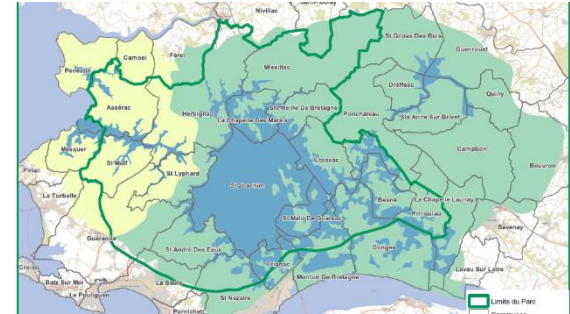 Nivillac
St Gildas Des Bois
Camoel
Férel
Guenrouet
Missillac
Penestin
Drefféac
Quilly
Assérac
Herbignac
Ste Reine De Bretagne
La Chapelle Des Marais
Pontchâteau
Ste Anne Sur Brivet
Mesquer
Campbon
St Molf
Crossac
Bouvron
Piriac
St Lyphard
St Joachim
La Turballe
Besné
La Chapelle Launay
St Malo De Guersac
Prinquiau
Guérande
Savenay
St André Des Eaux
Donges
Trignac
Lavau Sur Loire
Croisic
Batz Sur Mer
La Baule
Montoir De Bretagne
Le Pouliguen
St Nazaire
Pornichet
Limite du Parc